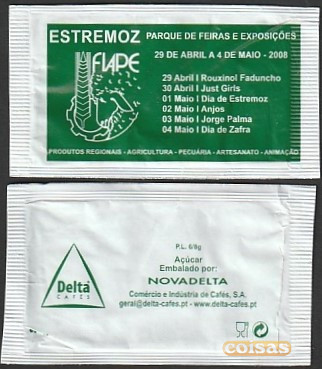 ESTREMOZ PARQUE DE FEIRAS E EXPOSIÇÕES
29 DE ABRIL A 4 DE MAIO - 2008
FIAPE
29 Abril I Rouxinol Faduncho
30 Abril I Just Girls
01 Maio I Dia de Estremoz
02 Maio I Anjos
03 Maio I Jorge Palma
04 Maio I Dia de Zafra
PRODUTOS REGIONAIS - AGRICULTURA - PECUÁRIA - ARTESANATO - ANIMAÇÃO
P.L. 6/8g
Açúcar
Embalado por:
NOVADELTA
Comércio e Indústria de Cafés, S.A.
geral@delta-cafes.pt - www.delta-cafes.pt
Delta
CAFÉS
coisas